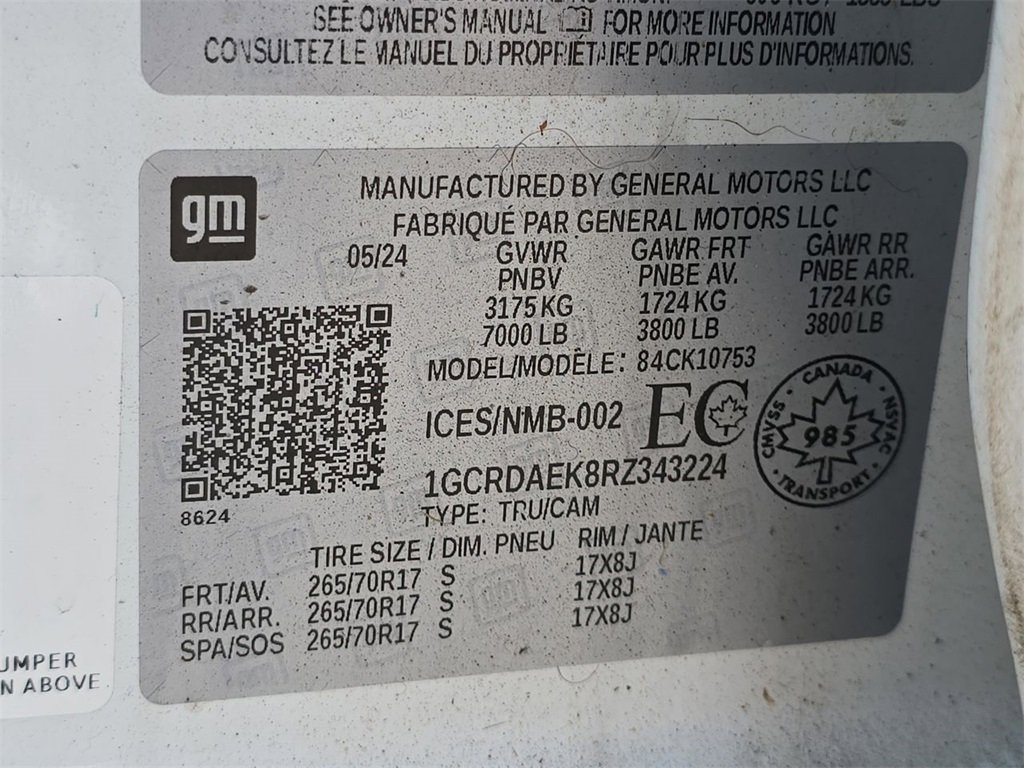 SEE OWNER'S MANUAL FOR MORE INFORMATION
CONSULTEZ LE MANUEL DU PROPRIÉTAIRE POUR PLUS D'INFORMATIONS.
gm
MANUFACTURED BY GENERAL MOTORS LLC
FABRIQUÉ PAR GENERAL MOTORS LLC
05/24 GVWR GAWR FRT GAWR RR
PNBV PNBE AV. PNBE ARR.
3175 KG 1724 KG 1724 KG
7000 LB 3800 LB 3800 LB
MODEL/MODÈLE: 84CK10753
ICES/NMB-002 EC
CANADA
CMVSS 985 NSVAC
TRANSPORT
1GCRDAEK8RZ343224
8624
TYPE: TRU/CAM
TIRE SIZE / DIM. PNEU RIM / JANTE
FRT/AV. 265/70R17 S 17X8J
RR/ARR. 265/70R17 S 17X8J
SPA/SOS 265/70R17 S 17X8J
UMPER
N ABOVE